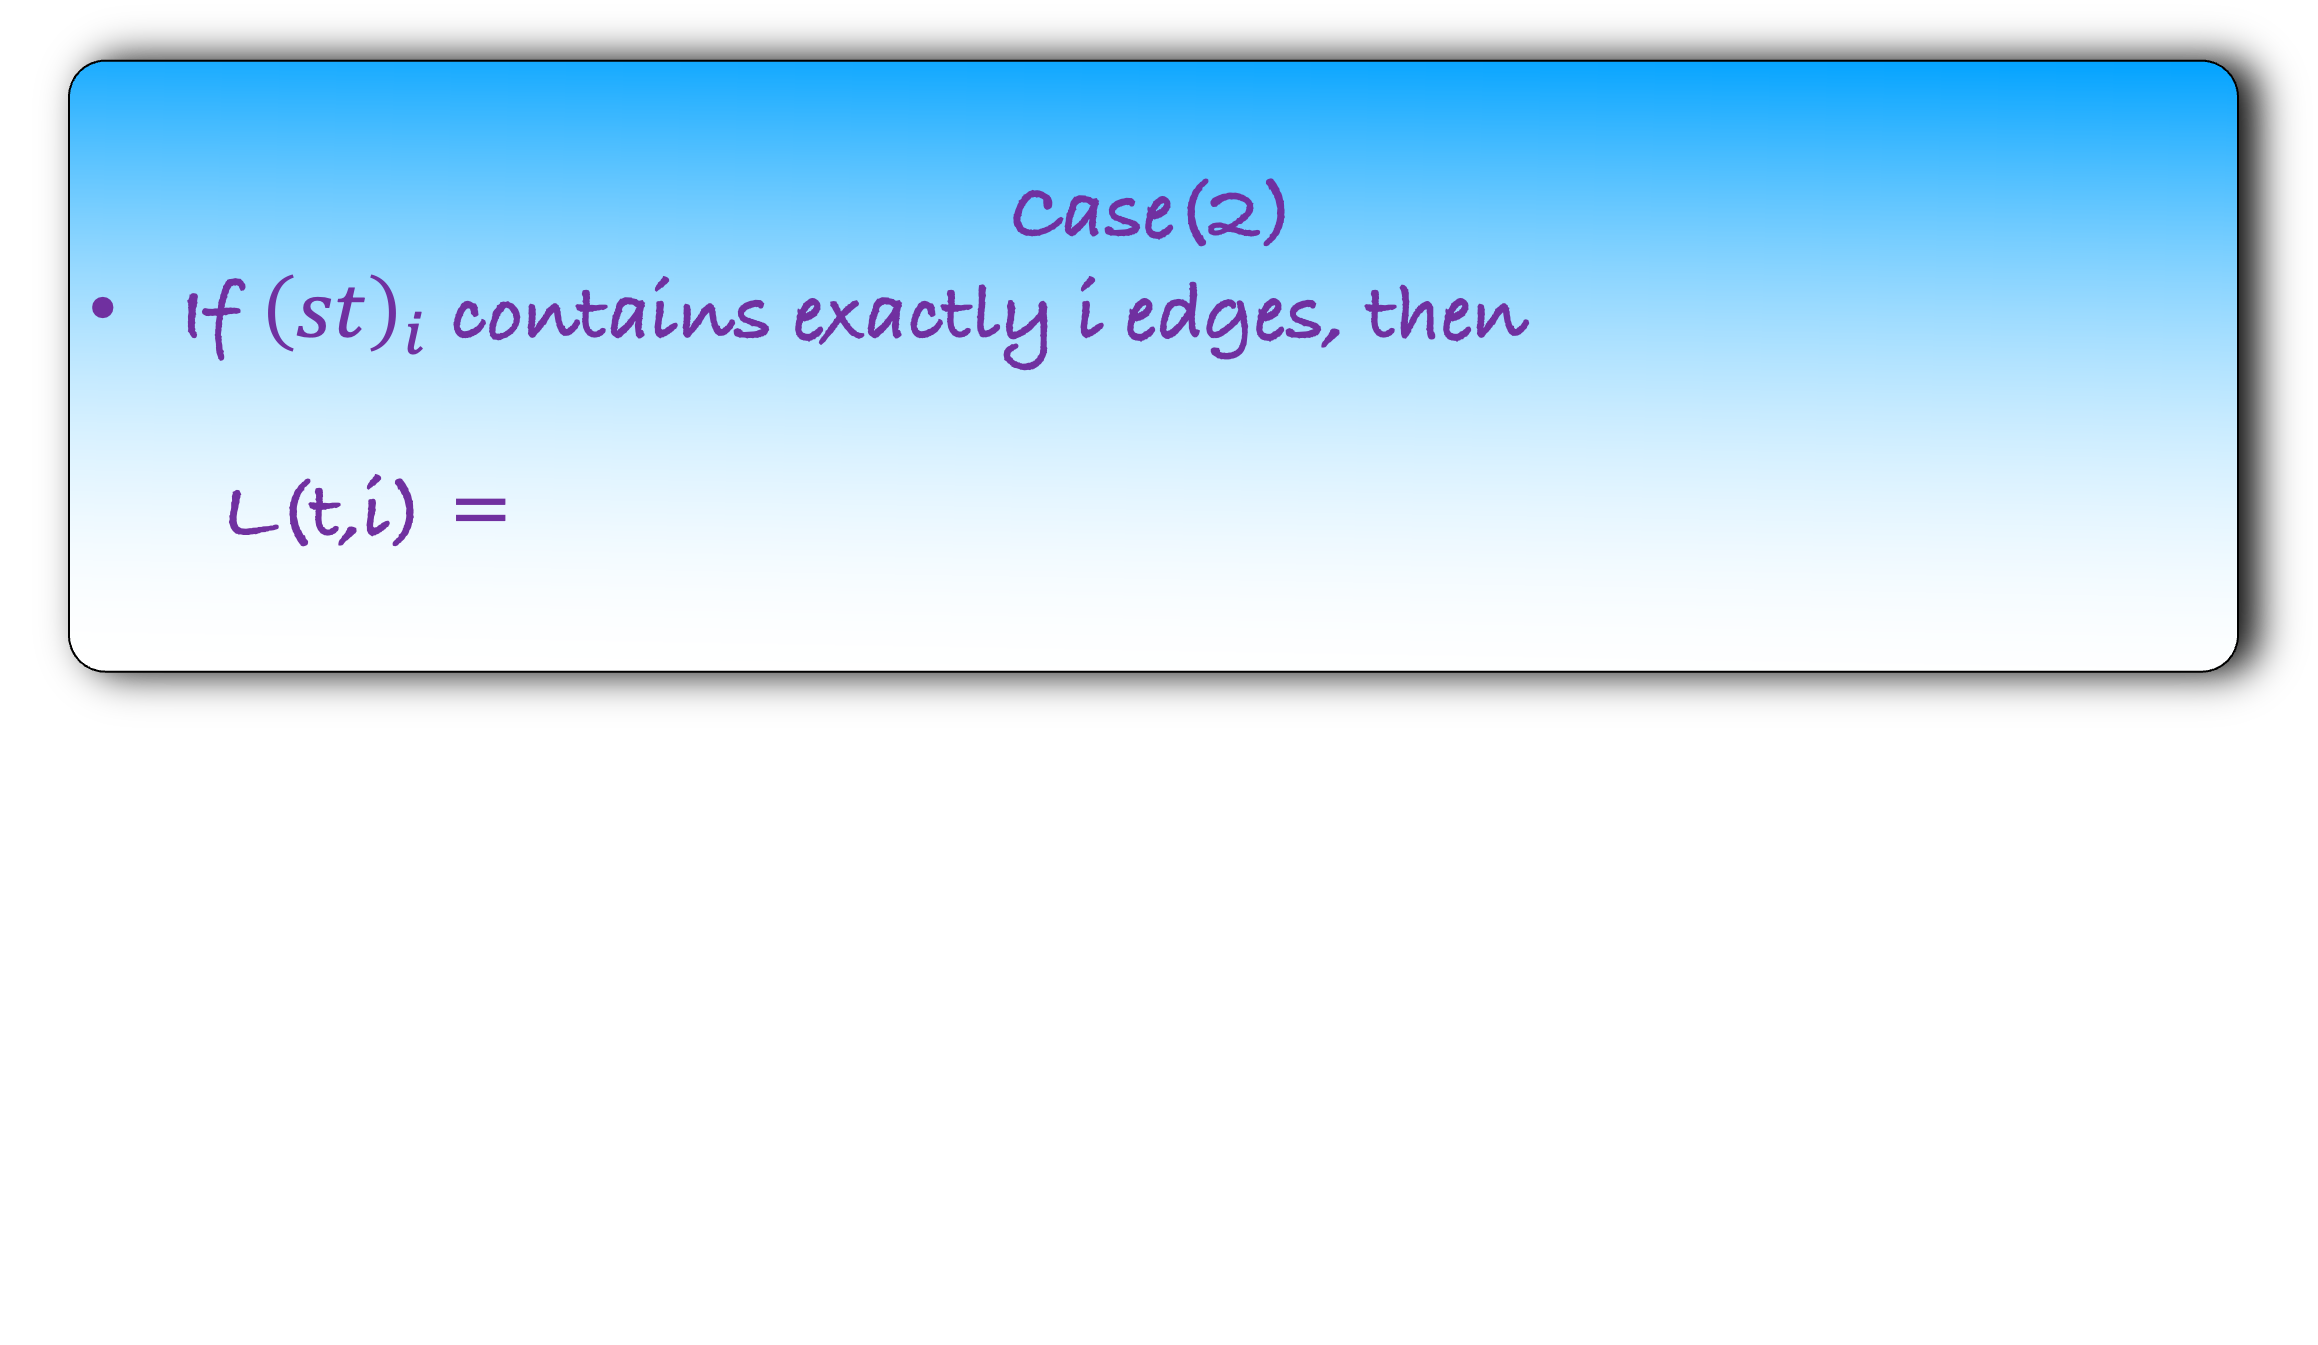 Case(2)
• If (st)ᵢ contains exactly i edges, then
L(t,i) =